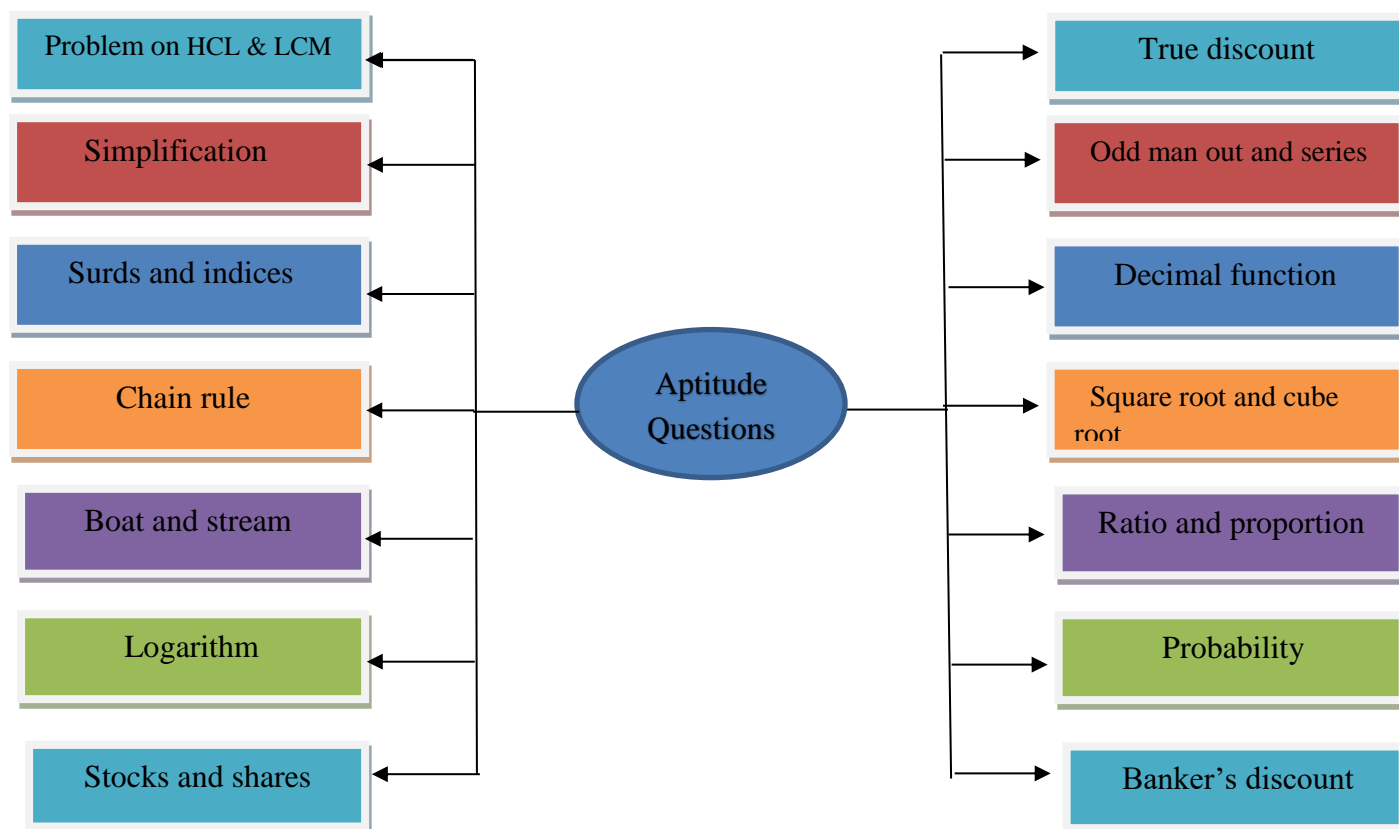 Problem on HCL & LCM
Simplification
Surds and indices
Chain rule
Boat and stream
Logarithm
Stocks and shares
Aptitude
Questions
True discount
Odd man out and series
Decimal function
Square root and cube
root
Ratio and proportion
Probability
Banker’s discount